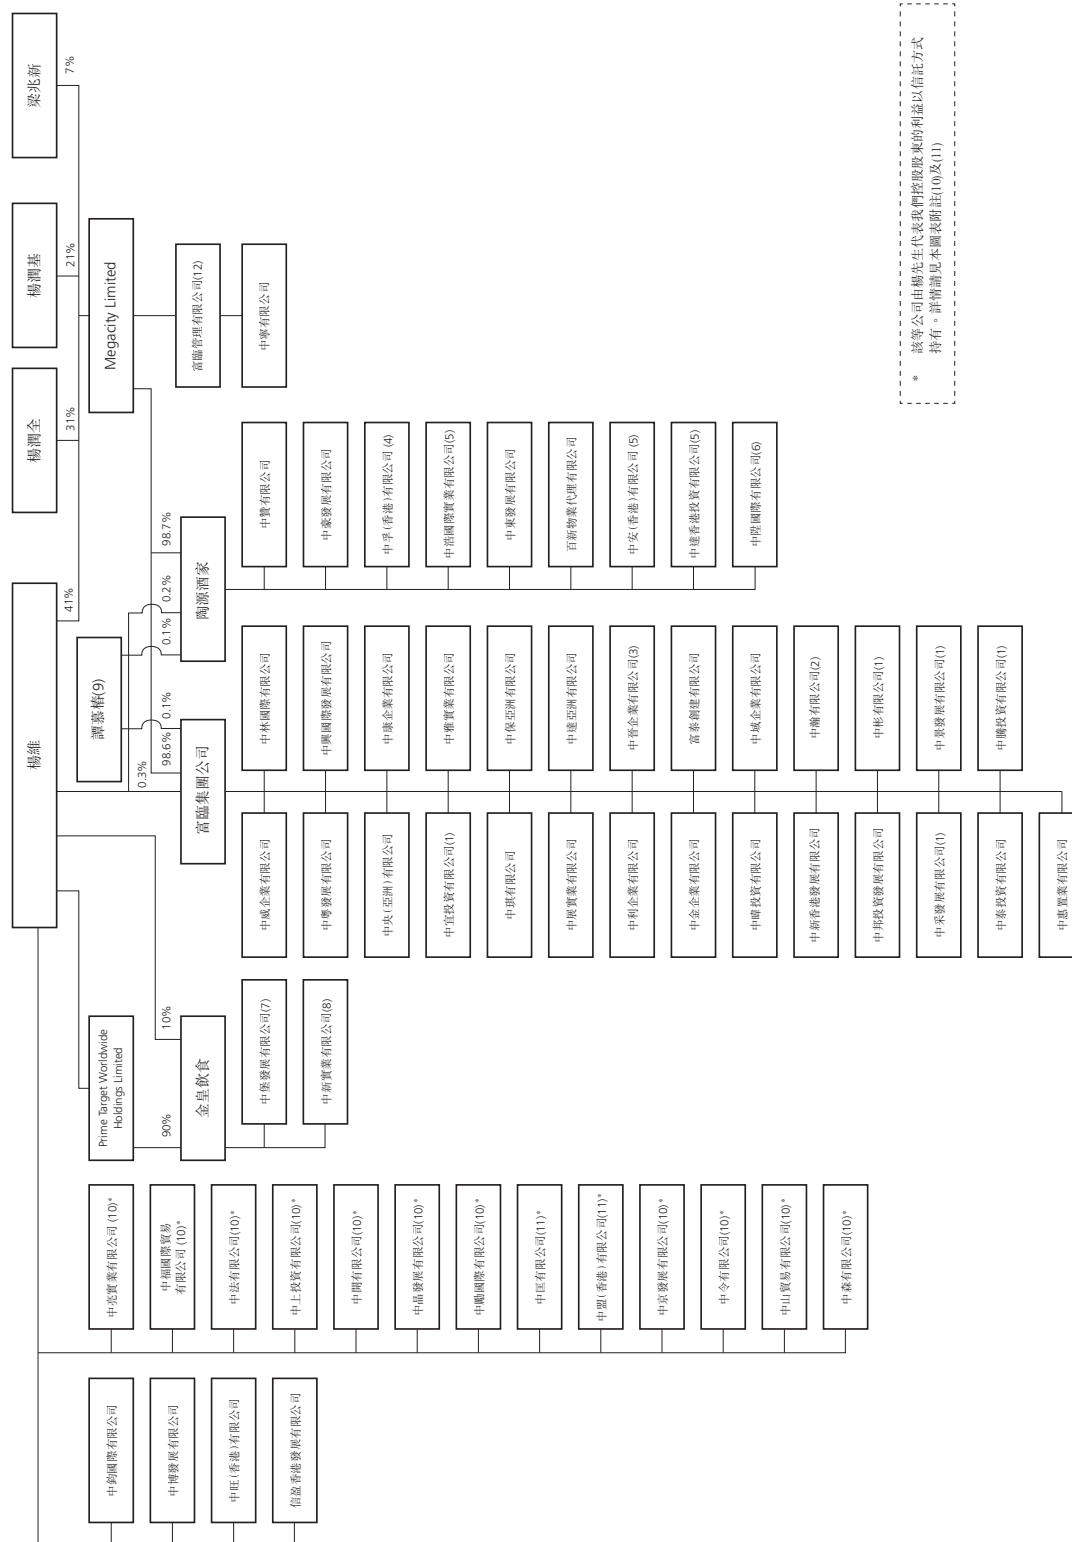 楊維
楊潤全
楊潤基
梁兆新
41%
31%
21%
7%
譚慕椿(9)
Prime Target Worldwide
Holdings Limited
Megacity Limited
90%
10%
0.3%
98.6%
0.1%
0.1%
0.2%
98.7%
金皇飲食
富臨集團公司
陶源酒家
富臨管理有限公司(12)
中寧有限公司
中鈞國際有限公司
中博發展有限公司
中旺(香港)有限公司
信盈香港發展有限公司
中亮實業有限公司 (10)*
中福國際貿易
有限公司 (10)*
中法有限公司(10)*
中上投資有限公司(10)*
中開有限公司(10)*
中晶發展有限公司(10)*
中勵國際有限公司(10)*
中匡有限公司(11)*
中盟(香港)有限公司(11)*
中京發展有限公司(10)*
中令有限公司(10)*
中山貿易有限公司(10)*
中森有限公司(10)*
中堡發展有限公司(7)
中新實業有限公司(8)
中威企業有限公司
中粵發展有限公司
中央(亞洲)有限公司
中宜投資有限公司(1)
中琪有限公司
中展實業有限公司
中利企業有限公司
中金企業有限公司
中暐投資有限公司
中新香港發展有限公司
中邦投資發展有限公司
中采發展有限公司(1)
中泰投資有限公司
中惠置業有限公司
中林國際有限公司
中興國際發展有限公司
中康企業有限公司
中雅實業有限公司
中保亞洲有限公司
中達亞洲有限公司
中晉企業有限公司(3)
富泰創建有限公司
中域企業有限公司
中瀚有限公司(2)
中彬有限公司(1)
中景發展有限公司(1)
中騰投資有限公司(1)
中贊有限公司
中豪發展有限公司
中孚(香港)有限公司 (4)
中浩國際實業有限公司(5)
中東發展有限公司
百新物業代理有限公司
中安(香港)有限公司 (5)
中達香港投資有限公司(5)
中陞國際有限公司(6)
* 該等公司由楊先生代表我們控股股東的利益以信託方式
持有。詳情請見本圖表附註(10)及(11)